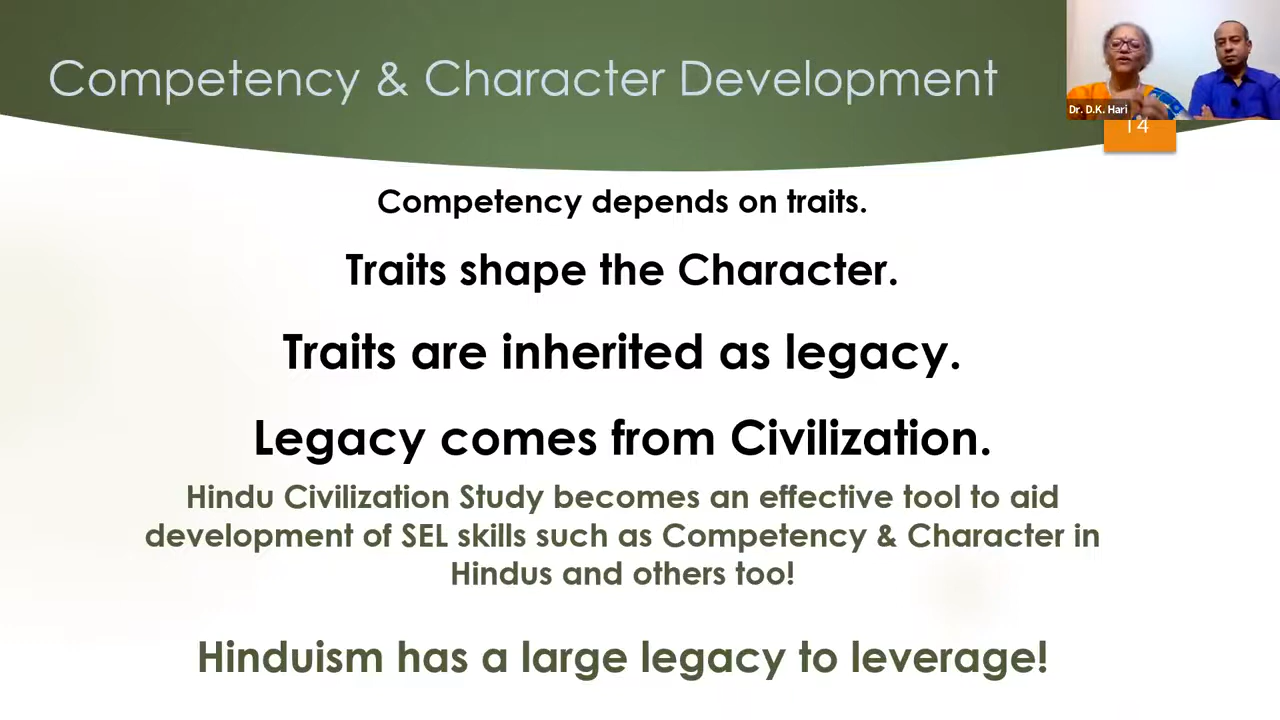 Competency & Character Development
Dr. D.K. Hari
14
Competency depends on traits.
Traits shape the Character.
Traits are inherited as legacy.
Legacy comes from Civilization.
Hindu Civilization Study becomes an effective tool to aid
development of SEL skills such as Competency & Character in
Hindus and others too!
Hinduism has a large legacy to leverage!